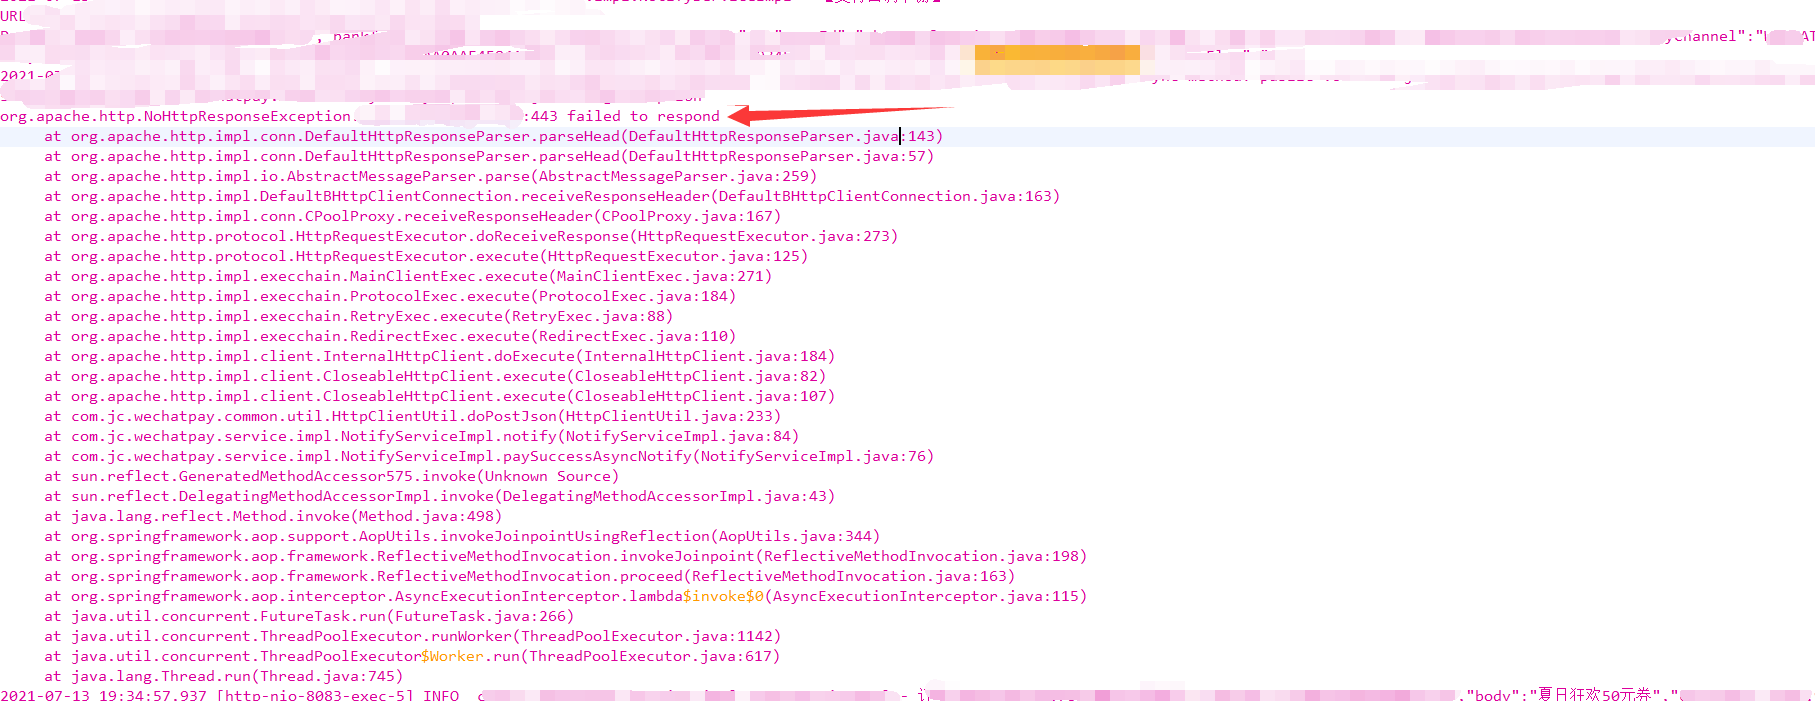 URL
yChannel":"W
2021-07
org.apache.http.NoHttpResponseException. :443 failed to respond
at org.apache.http.impl.conn.DefaultHttpResponseParser.parseHead(DefaultHttpResponseParser.java:143)
at org.apache.http.impl.conn.DefaultHttpResponseParser.parseHead(DefaultHttpResponseParser.java:57)
at org.apache.http.impl.io.AbstractMessageParser.parse(AbstractMessageParser.java:259)
at org.apache.http.impl.DefaultBHttpClientConnection.receiveResponseHeader(DefaultBHttpClientConnection.java:163)
at org.apache.http.impl.conn.CPoolProxy.receiveResponseHeader(CPoolProxy.java:167)
at org.apache.http.protocol.HttpRequestExecutor.doReceiveResponse(HttpRequestExecutor.java:273)
at org.apache.http.protocol.HttpRequestExecutor.execute(HttpRequestExecutor.java:125)
at org.apache.http.impl.execchain.MainClientExec.execute(MainClientExec.java:271)
at org.apache.http.impl.execchain.ProtocolExec.execute(ProtocolExec.java:184)
at org.apache.http.impl.execchain.RetryExec.execute(RetryExec.java:88)
at org.apache.http.impl.execchain.RedirectExec.execute(RedirectExec.java:110)
at org.apache.http.impl.client.InternalHttpClient.doExecute(InternalHttpClient.java:184)
at org.apache.http.impl.client.CloseableHttpClient.execute(CloseableHttpClient.java:82)
at org.apache.http.impl.client.CloseableHttpClient.execute(CloseableHttpClient.java:107)
at com.jc.wechatpay.common.util.HttpClientUtil.doPostJson(HttpClientUtil.java:233)
at com.jc.wechatpay.service.impl.NotifyServiceImpl.notify(NotifyServiceImpl.java:84)
at com.jc.wechatpay.service.impl.NotifyServiceImpl.paySuccessAsyncNotify(NotifyServiceImpl.java:76)
at sun.reflect.GeneratedMethodAccessor575.invoke(Unknown Source)
at sun.reflect.DelegatingMethodAccessorImpl.invoke(DelegatingMethodAccessorImpl.java:43)
at java.lang.reflect.Method.invoke(Method.java:498)
at org.springframework.aop.support.AopUtils.invokeJoinpointUsingReflection(AopUtils.java:344)
at org.springframework.aop.framework.ReflectiveMethodInvocation.invokeJoinpoint(ReflectiveMethodInvocation.java:198)
at org.springframework.aop.framework.ReflectiveMethodInvocation.proceed(ReflectiveMethodInvocation.java:163)
at org.springframework.aop.interceptor.AsyncExecutionInterceptor.lambda$invoke$0(AsyncExecutionInterceptor.java:115)
at java.util.concurrent.FutureTask.run(FutureTask.java:266)
at java.util.concurrent.ThreadPoolExecutor.runWorker(ThreadPoolExecutor.java:1142)
at java.util.concurrent.ThreadPoolExecutor$Worker.run(ThreadPoolExecutor.java:617)
at java.lang.Thread.run(Thread.java:745)
2021-07-13 19:34:57.937 [http-nio-8083-exec-5] INFO ,"body":"夏日狂欢50元券","